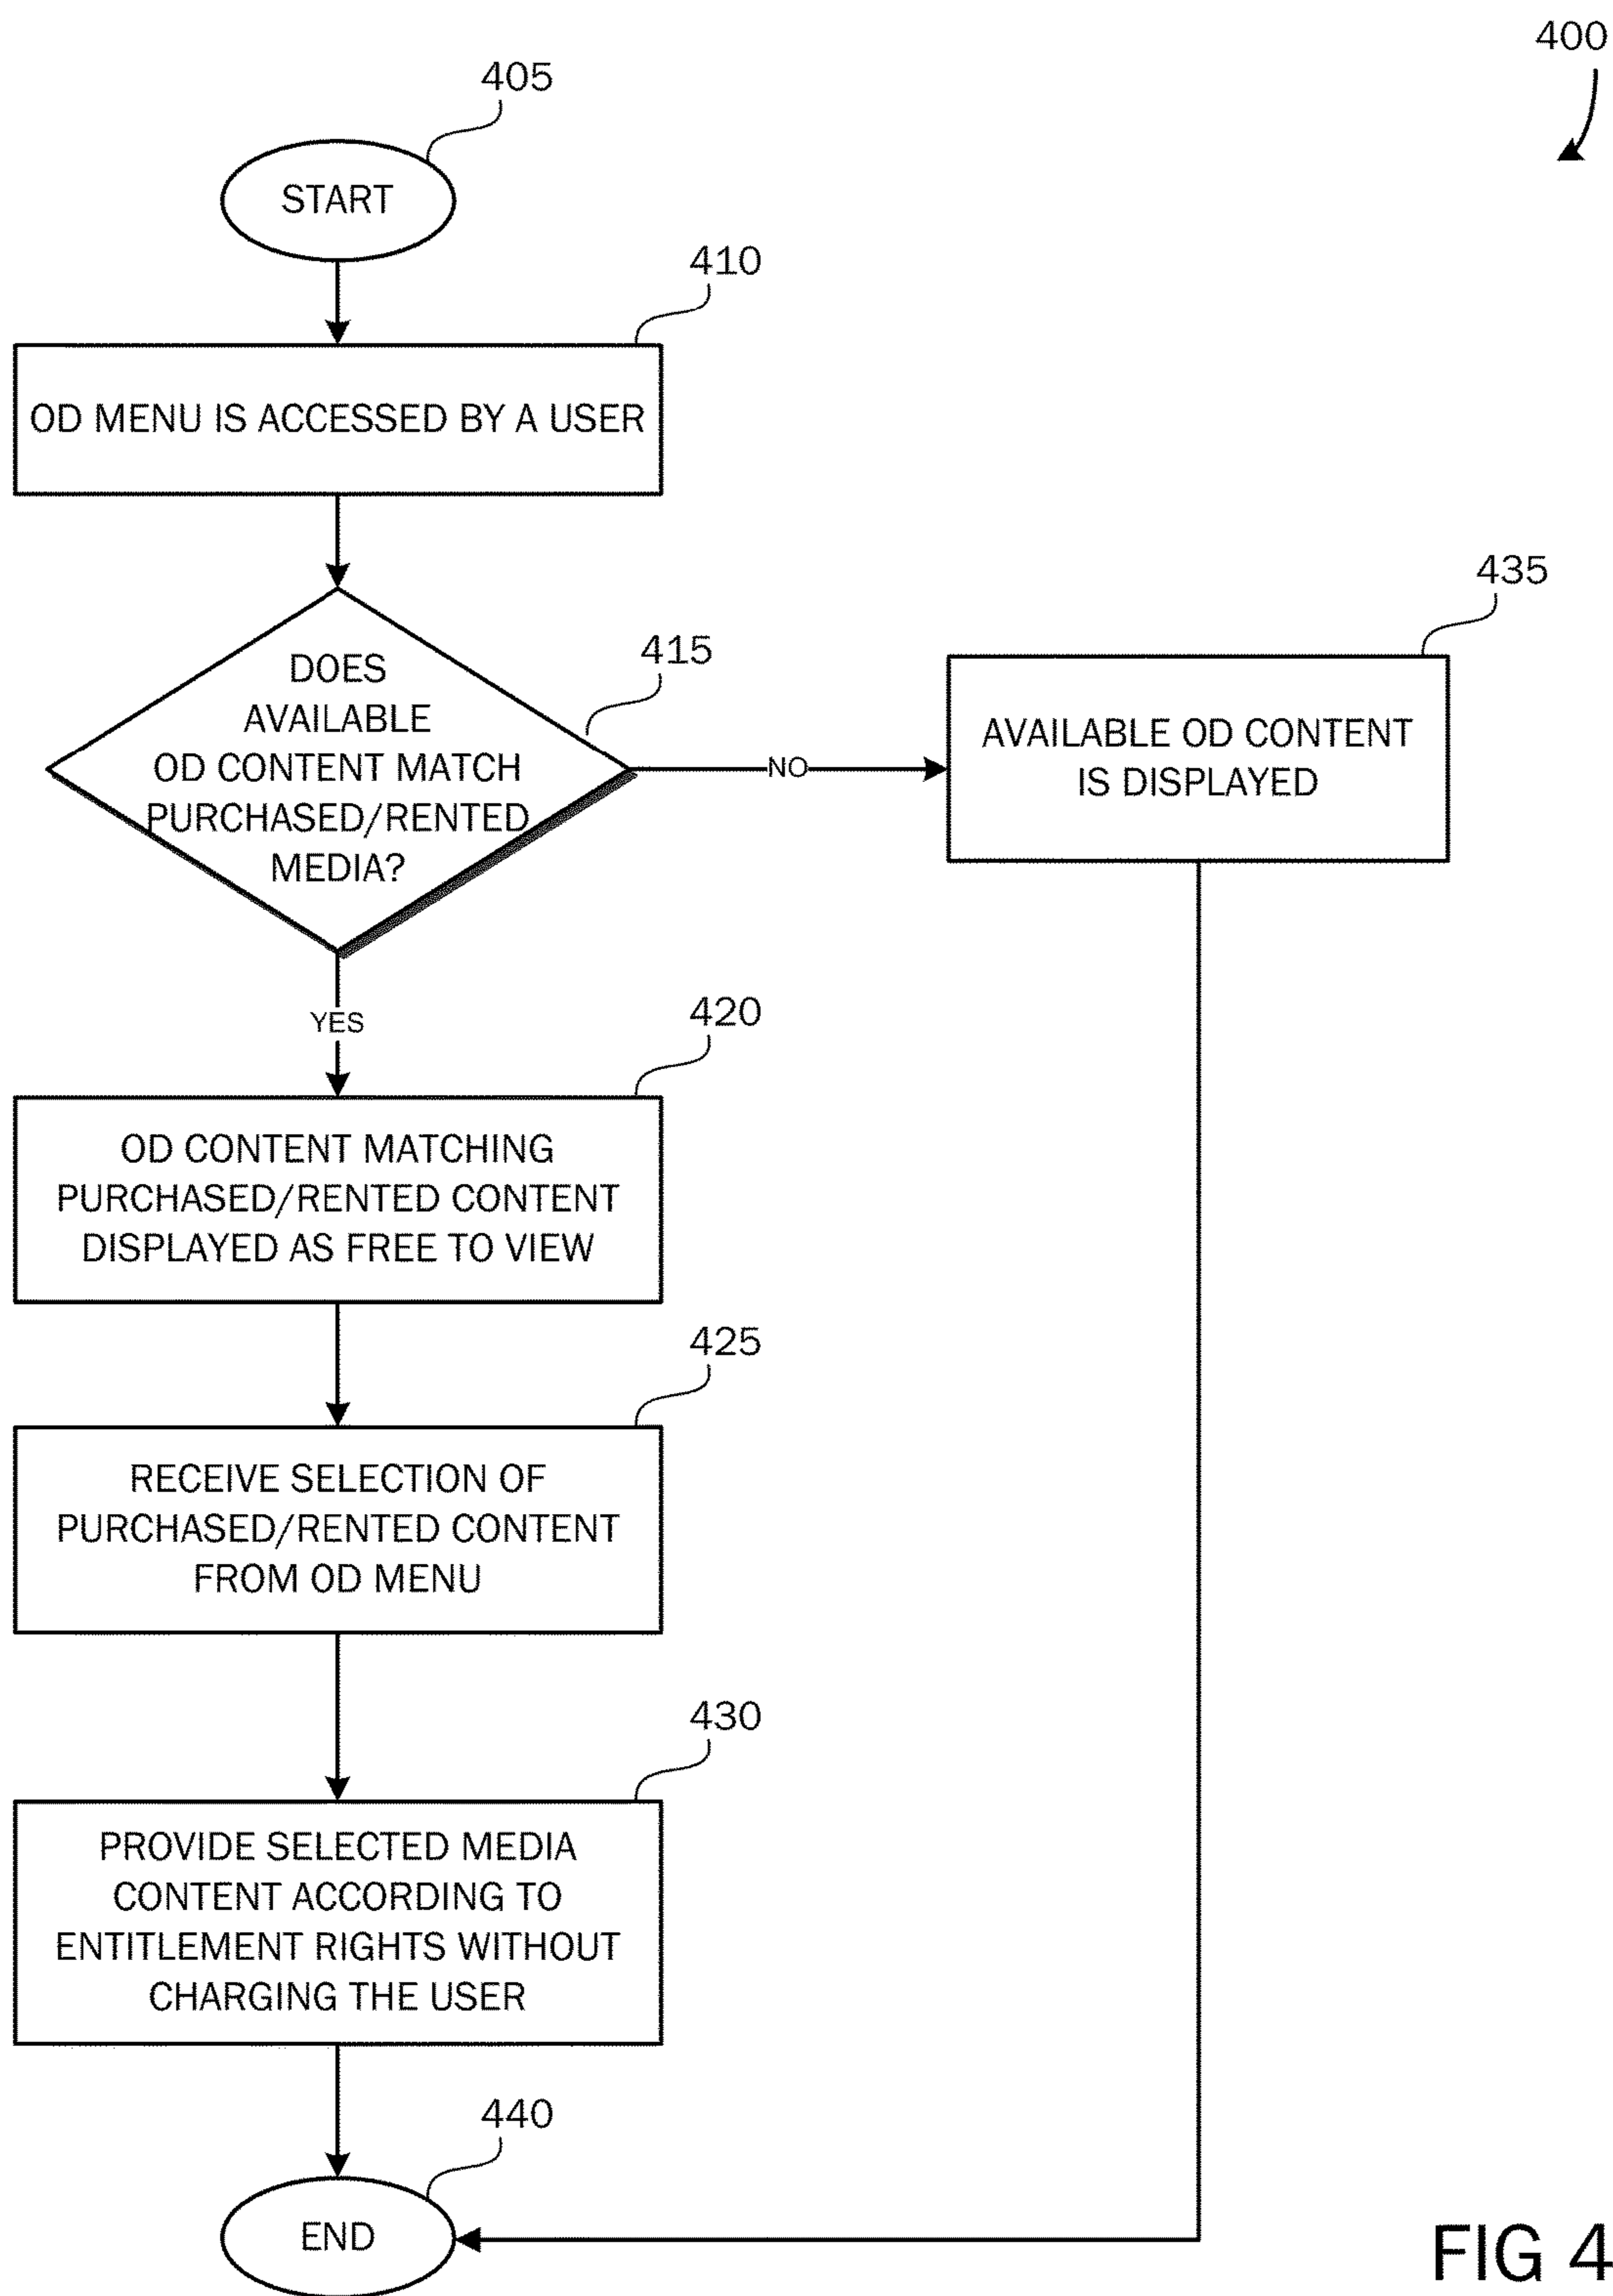 400
405
START
410
OD MENU IS ACCESSED BY A USER
415
DOES
AVAILABLE
OD CONTENT MATCH
PURCHASED/RENTED
MEDIA?
NO
435
AVAILABLE OD CONTENT
IS DISPLAYED
YES
420
OD CONTENT MATCHING
PURCHASED/RENTED CONTENT
DISPLAYED AS FREE TO VIEW
425
RECEIVE SELECTION OF
PURCHASED/RENTED CONTENT
FROM OD MENU
430
PROVIDE SELECTED MEDIA
CONTENT ACCORDING TO
ENTITLEMENT RIGHTS WITHOUT
CHARGING THE USER
440
END
FIG 4